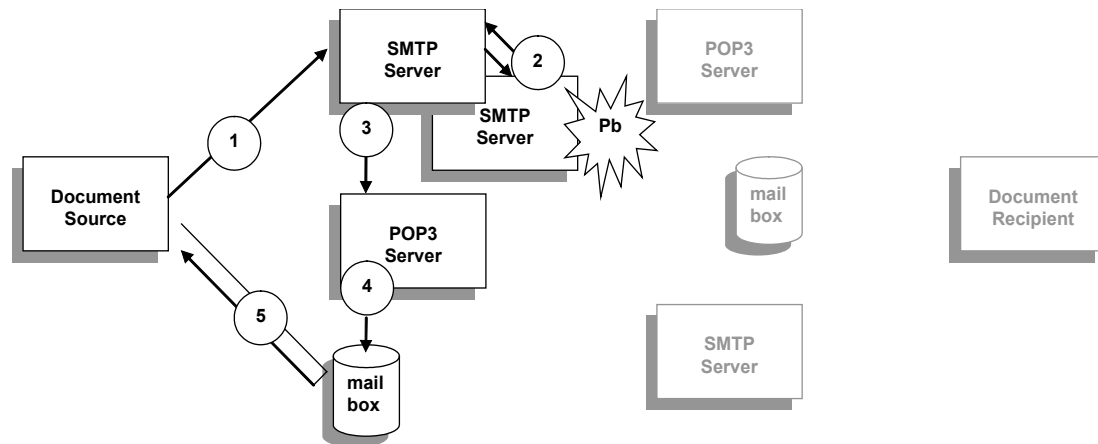 SMTP
Server
2
POP3
Server
SMTP
Server
Pb
3
1
Document
Source
mail
box
Document
Recipient
POP3
Server
4
5
SMTP
Server
mail
box